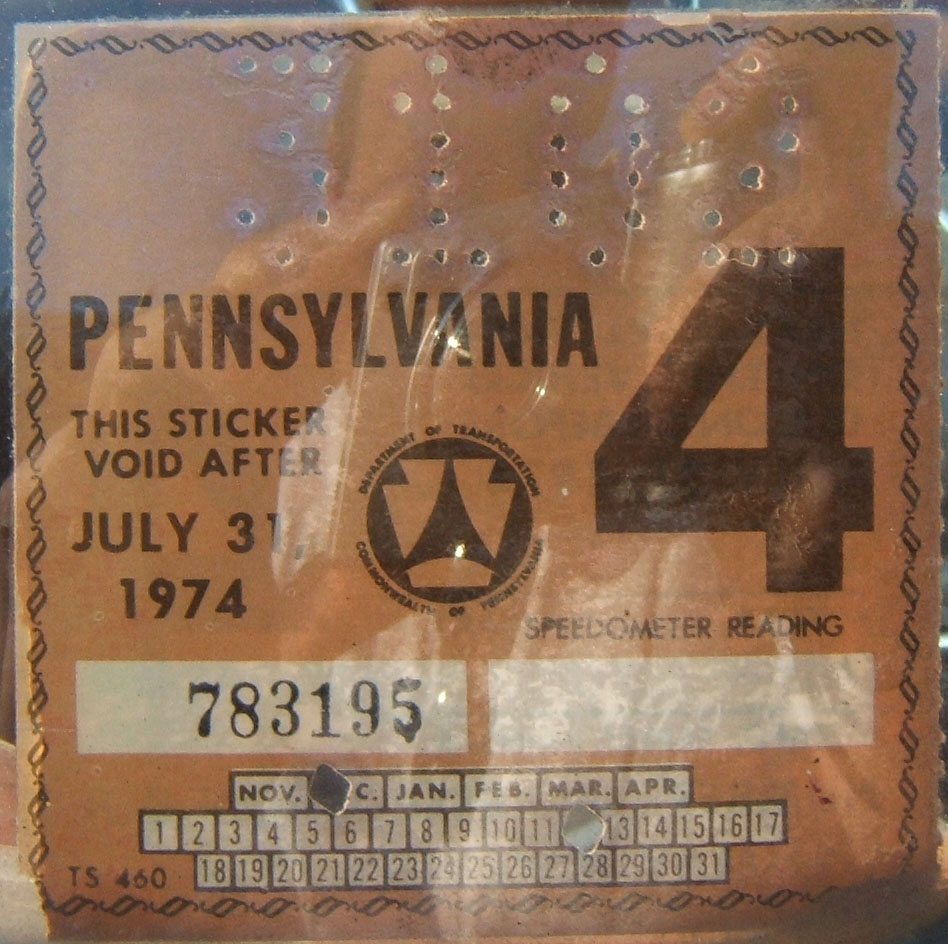 3102
PENNSYLVANIA
4
THIS STICKER
VOID AFTER
JULY 31,
1974
DEPARTMENT OF TRANSPORTATION
COMMONWEALTH OF PENNSYLVANIA
SPEEDOMETER READING
783195
NOV. C. JAN. FEB. MAR. APR.
1 2 3 4 5 6 7 8 9 10 11 13 14 15 16 17
18 19 20 21 22 23 24 25 26 27 28 29 30 31
TS 460